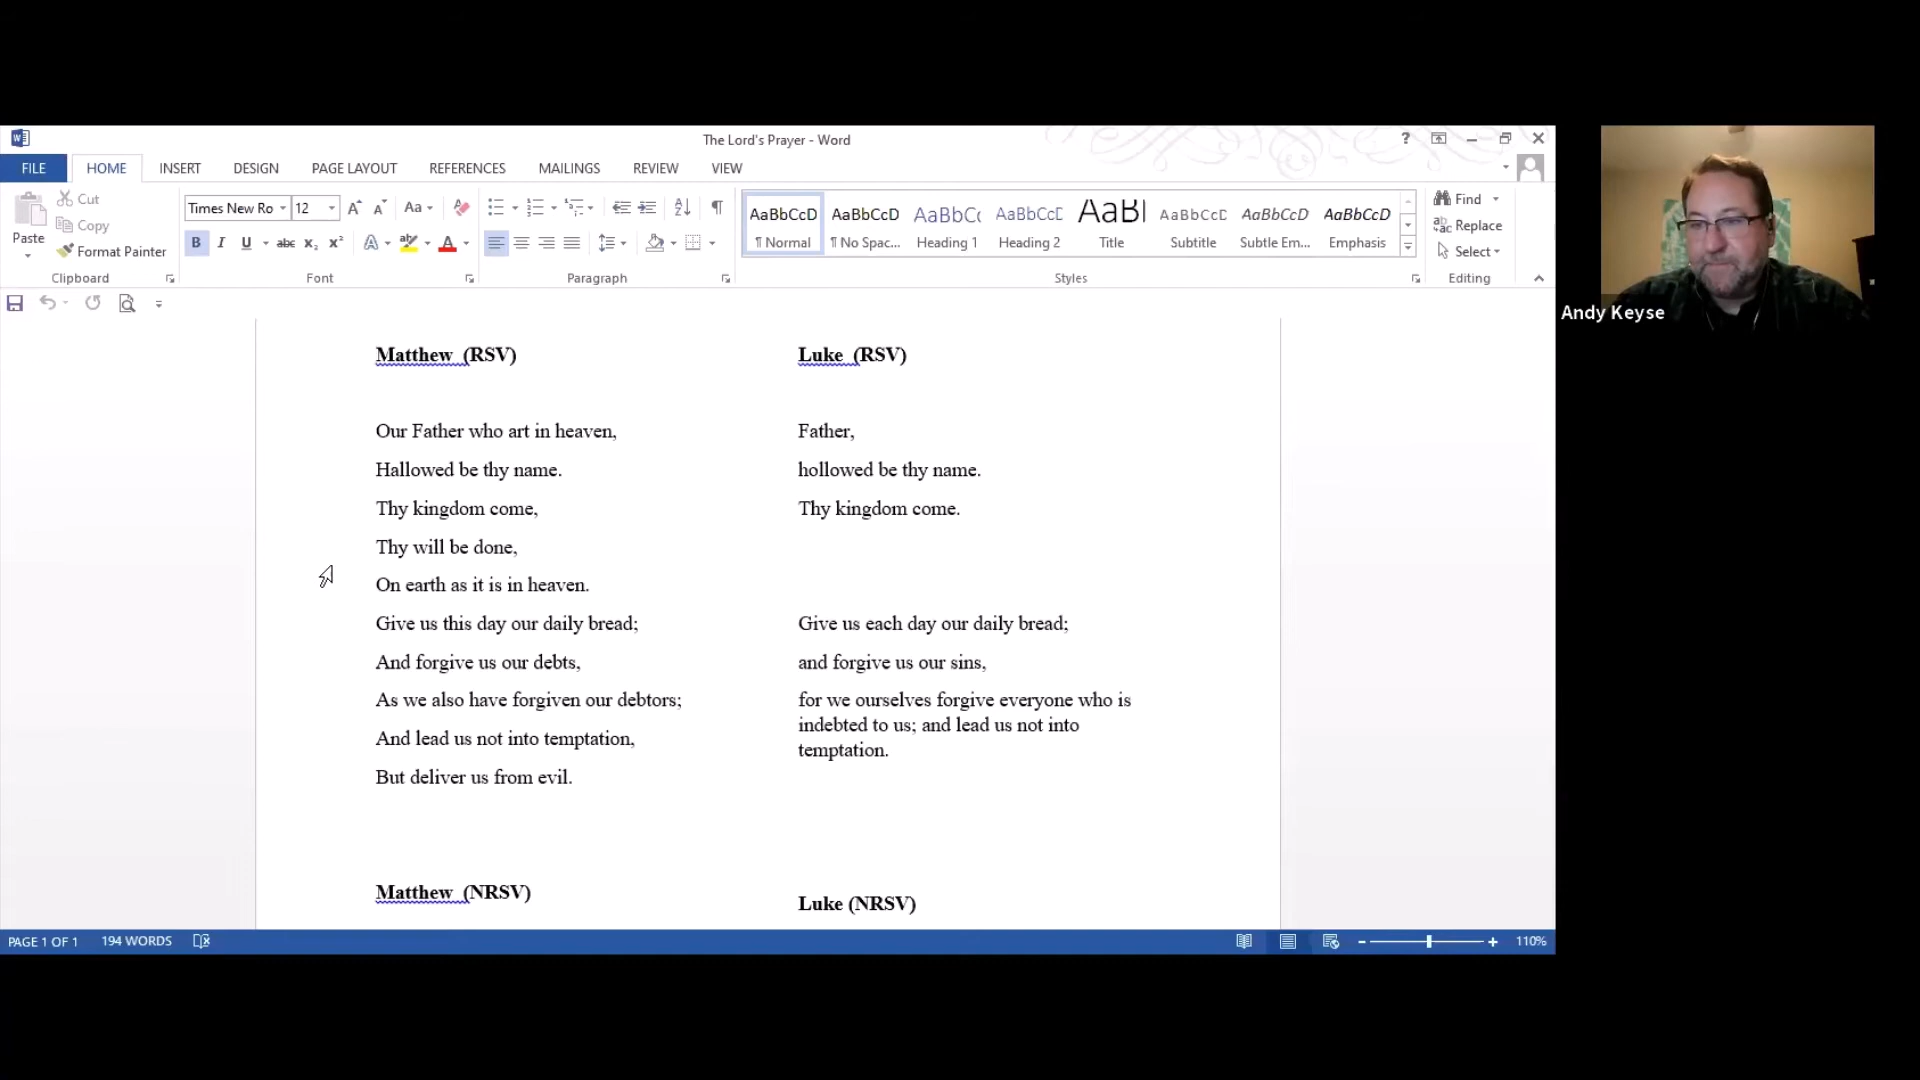 The Lord's Prayer - Word
FILE HOME INSERT DESIGN PAGE LAYOUT REFERENCES MAILINGS REVIEW VIEW
Paste
Cut
Copy
Format Painter
Clipboard
Times New Ro 12
Font
Paragraph
AaBbCcD AaBbCcD AaBbC AaBbCcC AaB AaBbCcD AaBbCcD AaBbCcD
¶ Normal ¶ No Spac... Heading 1 Heading 2 Title Subtitle Subtle Em... Emphasis
Styles
Find
Replace
Select
Editing
Andy Keyse
Matthew (RSV)
Our Father who art in heaven,
Hallowed be thy name.
Thy kingdom come,
Thy will be done,
On earth as it is in heaven.
Give us this day our daily bread;
And forgive us our debts,
As we also have forgiven our debtors;
And lead us not into temptation,
But deliver us from evil.
Luke (RSV)
Father,
hollowed be thy name.
Thy kingdom come.
Give us each day our daily bread;
and forgive us our sins,
for we ourselves forgive everyone who is
indebted to us; and lead us not into
temptation.
Matthew (NRSV)
Luke (NRSV)
PAGE 1 OF 1 194 WORDS 110%